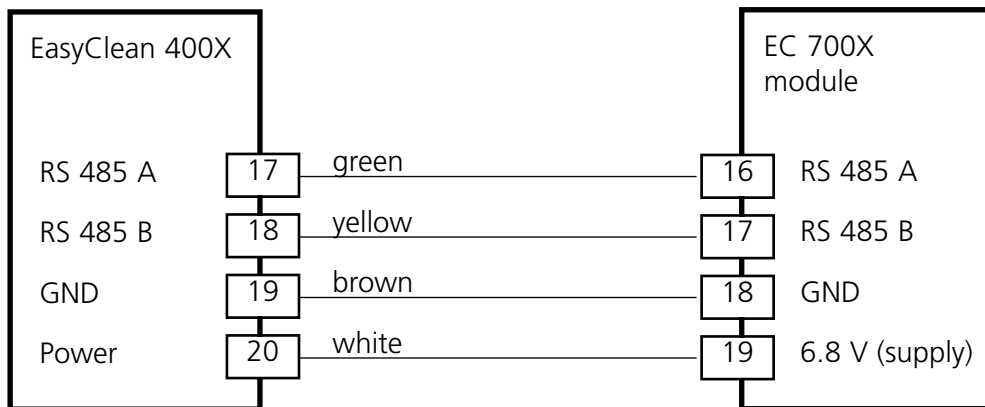 EasyClean 400X
EC 700X
module
RS 485 A 17 green 16 RS 485 A
RS 485 B 18 yellow 17 RS 485 B
GND 19 brown 18 GND
Power 20 white 19 6.8 V (supply)